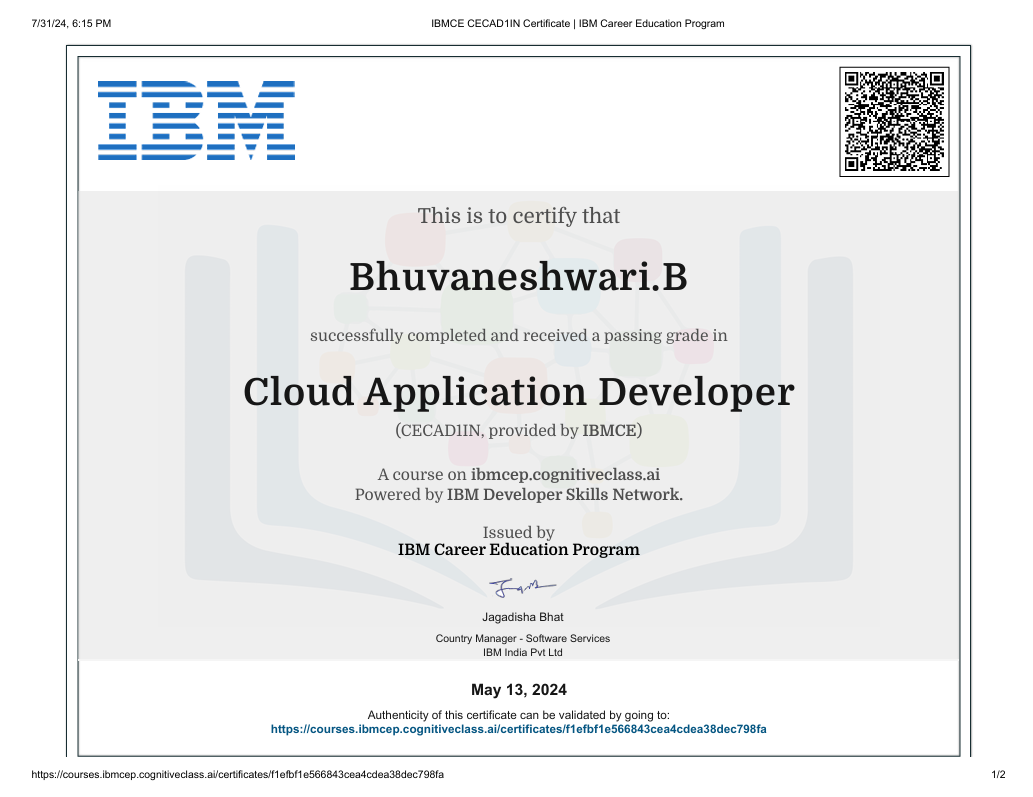 7/31/24, 6:15 PM
IBMCE CECAD1IN Certificate | IBM Career Education Program
IBM
This is to certify that
Bhuvaneshwari.B
successfully completed and received a passing grade in
Cloud Application Developer
(CECAD1IN, provided by IBMCE)
A course on ibmcep.cognitiveclass.ai
Powered by IBM Developer Skills Network.
Issued by
IBM Career Education Program
Jagadisha Bhat
Country Manager - Software Services
IBM India Pvt Ltd
May 13, 2024
Authenticity of this certificate can be validated by going to:
https://courses.ibmcep.cognitiveclass.ai/certificates/f1efbf1e566843cea4cdea38dec798fa
https://courses.ibmcep.cognitiveclass.ai/certificates/f1efbf1e566843cea4cdea38dec798fa
1/2